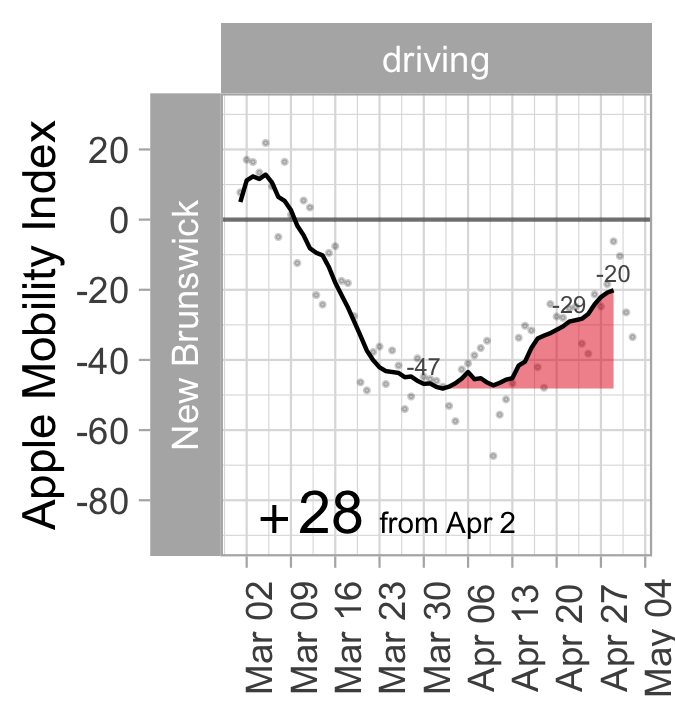 driving
Apple Mobility Index
New Brunswick
20
0
-20
-40
-60
-80
-47
-29
-20
+28 from Apr 2
Mar 02
Mar 09
Mar 16
Mar 23
Mar 30
Apr 06
Apr 13
Apr 20
Apr 27
May 04